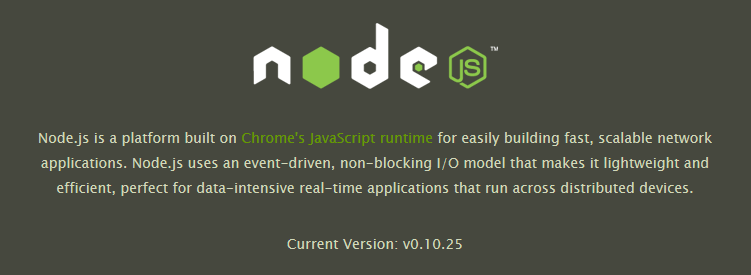 node JS™
Node.js is a platform built on Chrome's JavaScript runtime for easily building fast, scalable network
applications. Node.js uses an event-driven, non-blocking I/O model that makes it lightweight and
efficient, perfect for data-intensive real-time applications that run across distributed devices.
Current Version: v0.10.25